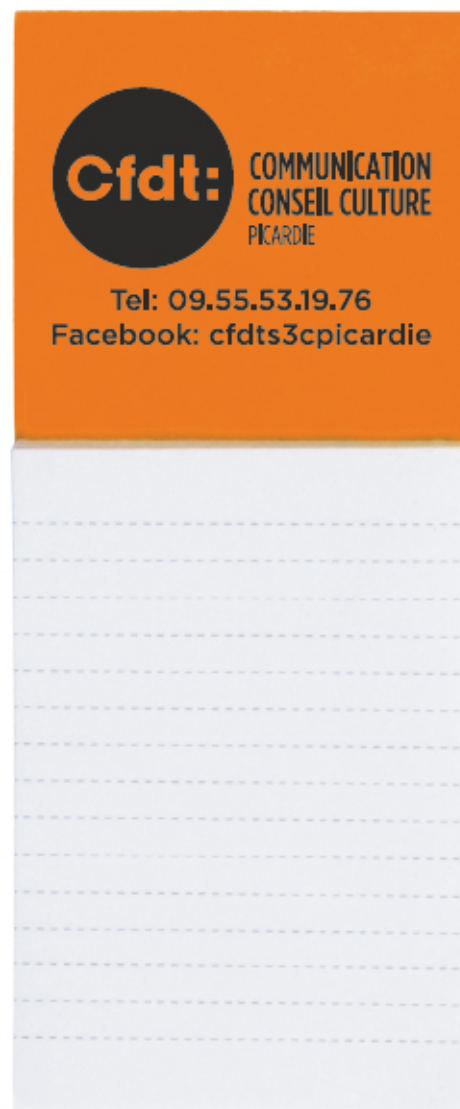 Cfdt:
COMMUNICATION
CONSEIL CULTURE
PICARDIE
Tel: 09.55.53.19.76
Facebook: cfdts3cpicardie